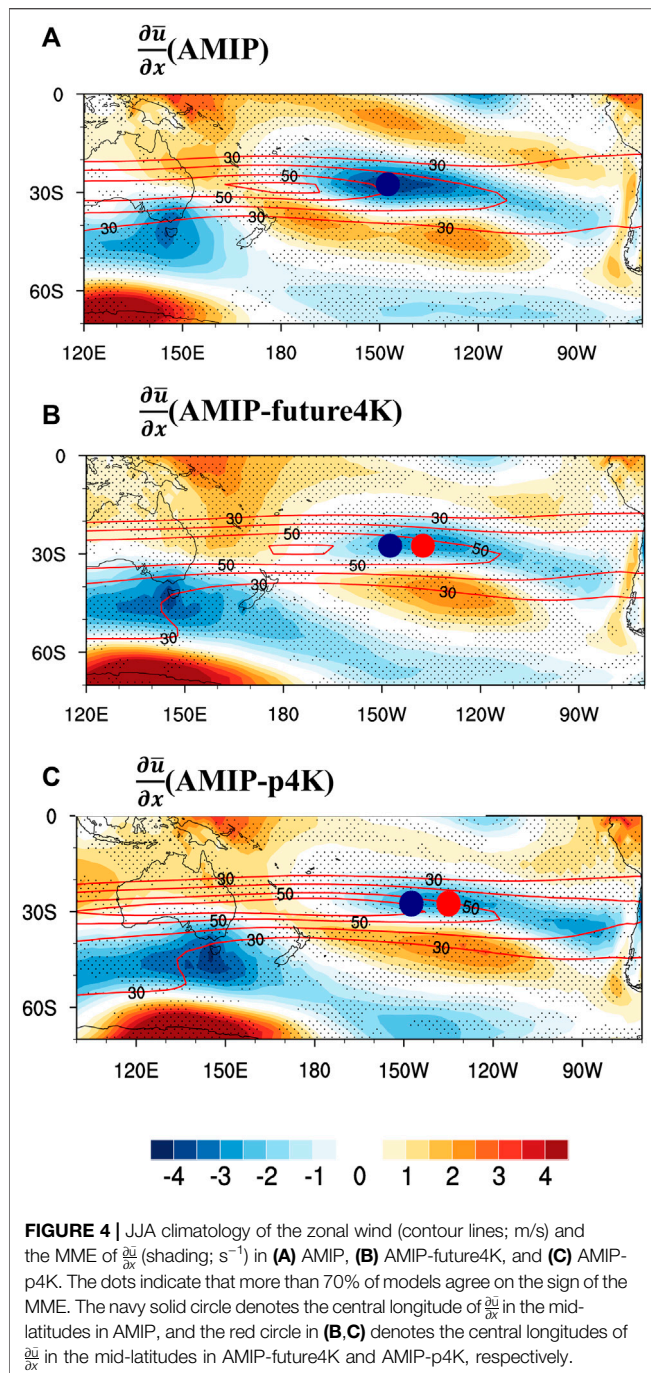 A
∂ū/∂x(AMIP)
0
30
30
50
30S
50
30
30
60S
120E 150E 180 150W 120W 90W
B
∂ū/∂x(AMIP-future4K)
0
30
30
50
50
30S
50
50
30
30
30
60S
120E 150E 180 150W 120W 90W
C
∂ū/∂x(AMIP-p4K)
0
30
30
50
50
30S
50
50
30
30
30
60S
120E 150E 180 150W 120W 90W
-4 -3 -2 -1 0 1 2 3 4
FIGURE 4 | JJA climatology of the zonal wind (contour lines; m/s) and
the MME of ∂ū/∂x (shading; s⁻¹) in (A) AMIP, (B) AMIP-future4K, and (C) AMIP-
p4K. The dots indicate that more than 70% of models agree on the sign of the
MME. The navy solid circle denotes the central longitude of ∂ū/∂x in the mid-
latitudes in AMIP, and the red circle in (B,C) denotes the central longitudes of
∂ū/∂x in the mid-latitudes in AMIP-future4K and AMIP-p4K, respectively.